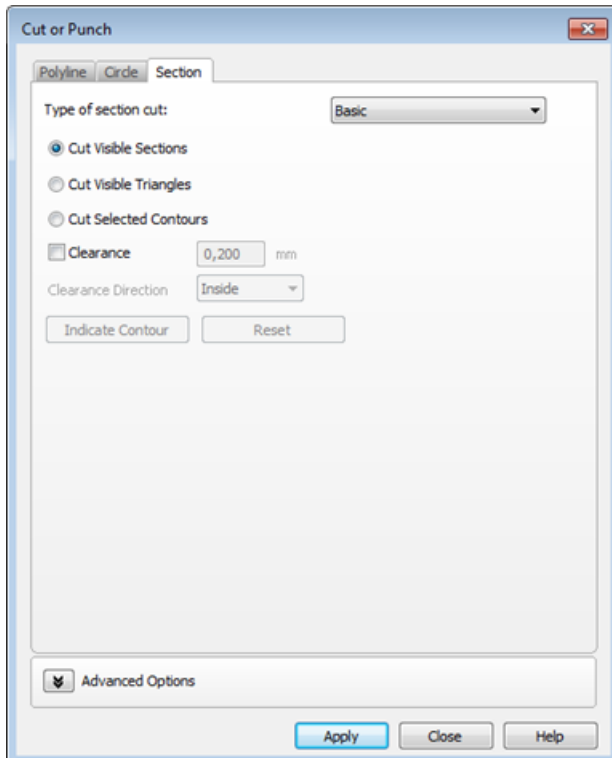 Cut or Punch
Polyline Circle Section
Type of section cut: Basic
Cut Visible Sections
Cut Visible Triangles
Cut Selected Contours
Clearance 0,200 mm
Clearance Direction Inside
Indicate Contour Reset
Advanced Options
Apply Close Help